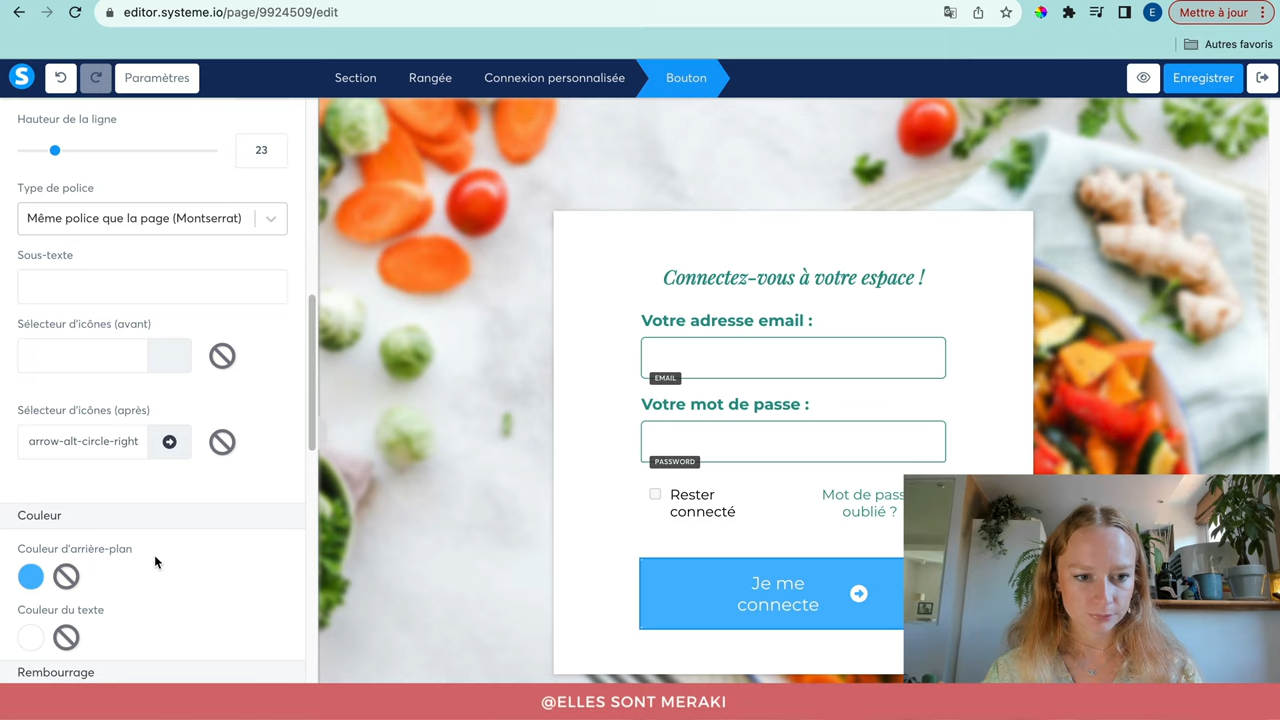 editor.systeme.io/page/9924509/edit
E
Mettre à jour
Autres favoris
S
Paramètres
Section
Rangée
Connexion personnalisée
Bouton
Enregistrer
Hauteur de la ligne
23
Type de police
Même police que la page (Montserrat)
Sous-texte
Sélecteur d'icônes (avant)
Sélecteur d'icônes (après)
arrow-alt-circle-right
Couleur
Couleur d'arrière-plan
Couleur du texte
Rembourrage
Connectez-vous à votre espace !
Votre adresse email :
EMAIL
Votre mot de passe :
PASSWORD
Rester
connecté
Mot de pass
oublié ?
Je me
connecte
@ELLES SONT MERAKI